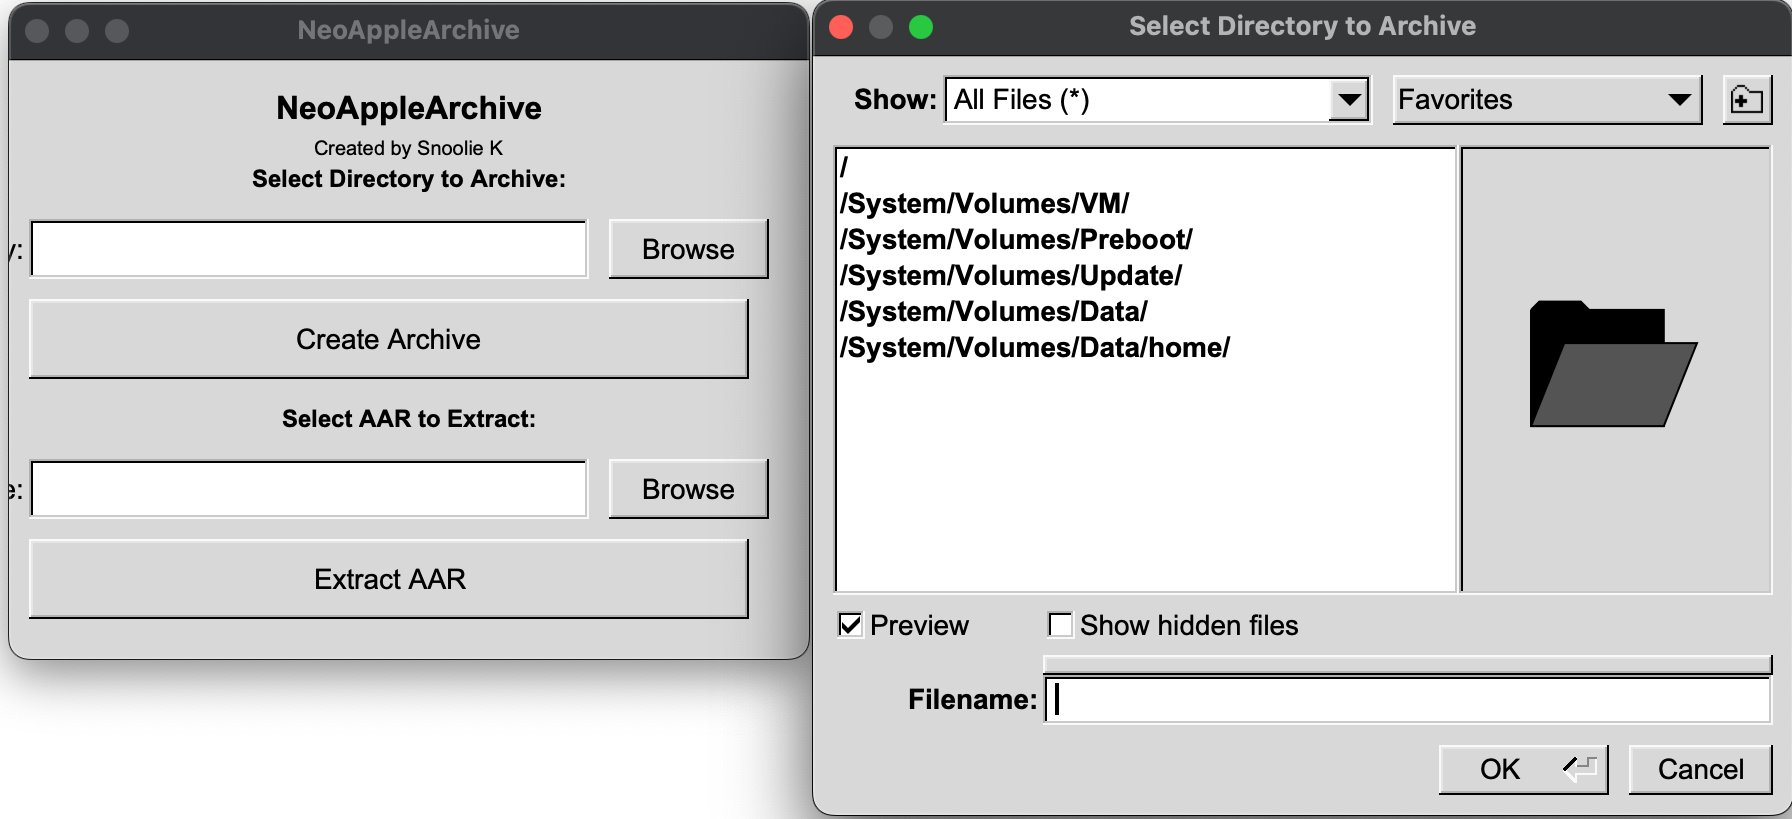 NeoAppleArchive
NeoAppleArchive
Created by Snoolie K
Select Directory to Archive:
y:
Browse
Create Archive
Select AAR to Extract:
e:
Browse
Extract AAR
Select Directory to Archive
Show: All Files (*) Favorites
/
/System/Volumes/VM/
/System/Volumes/Preboot/
/System/Volumes/Update/
/System/Volumes/Data/
/System/Volumes/Data/home/
Preview Show hidden files
Filename:
OK Cancel